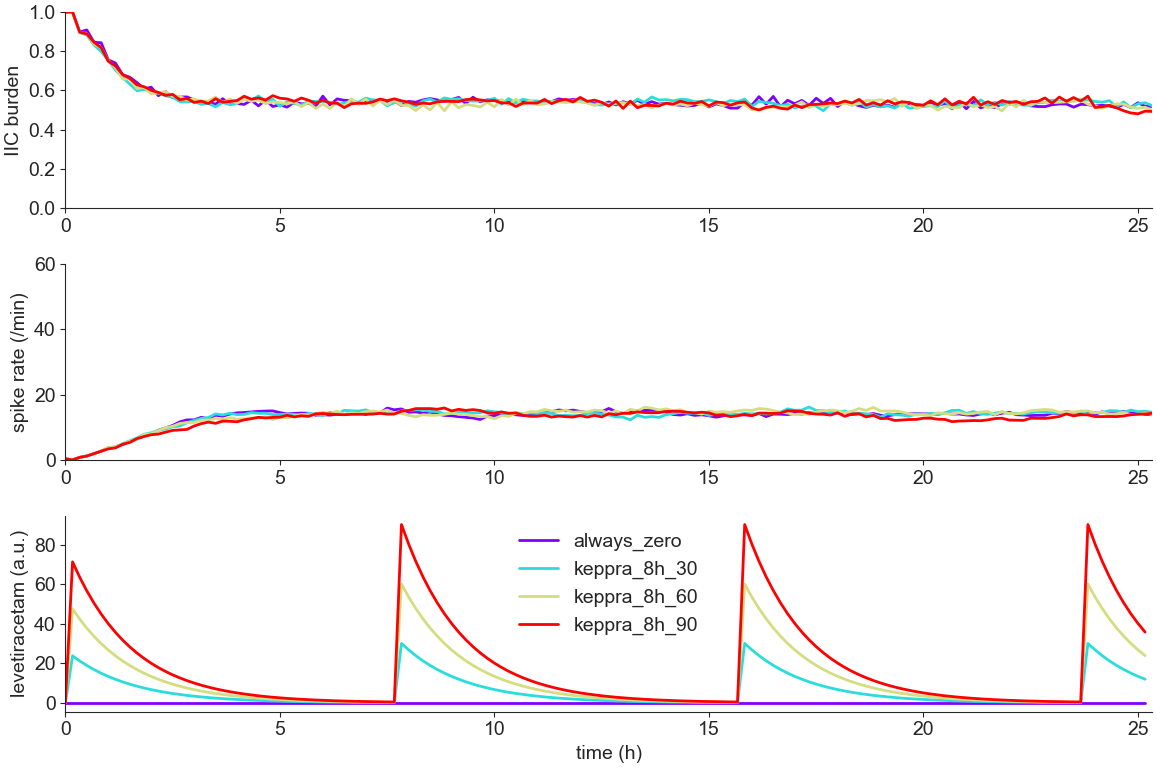 IIC burden
1.0
0.8
0.6
0.4
0.2
0.0
0 5 10 15 20 25
spike rate (/min)
60
40
20
0
0 5 10 15 20 25
levetiracetam (a.u.)
80
60
40
20
0
always_zero
keppra_8h_30
keppra_8h_60
keppra_8h_90
0 5 10 15 20 25
time (h)